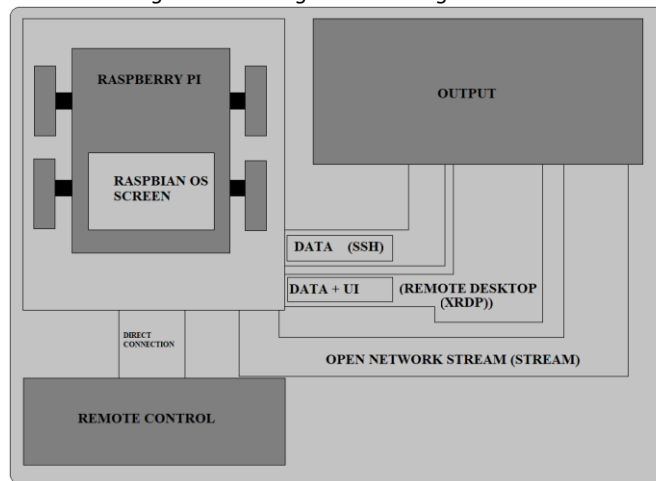 RASPBERRY PI
OUTPUT
RASPBIAN OS
SCREEN
DATA (SSH)
DATA + UI
(REMOTE DESKTOP
(XRDP))
DIRECT
CONNECTION
OPEN NETWORK STREAM (STREAM)
REMOTE CONTROL